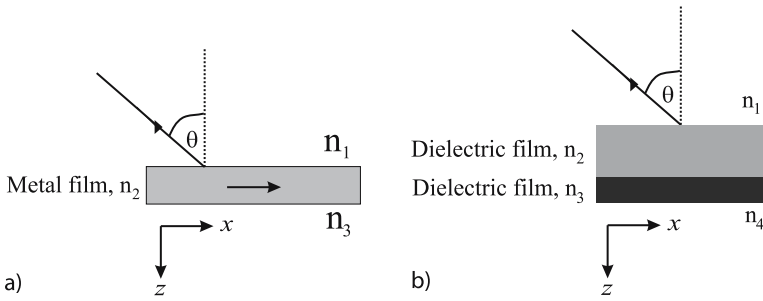 θ
n₁
Metal film, n₂
n₃
x
z
a)
θ
n₁
Dielectric film, n₂
Dielectric film, n₃
n₄
x
z
b)